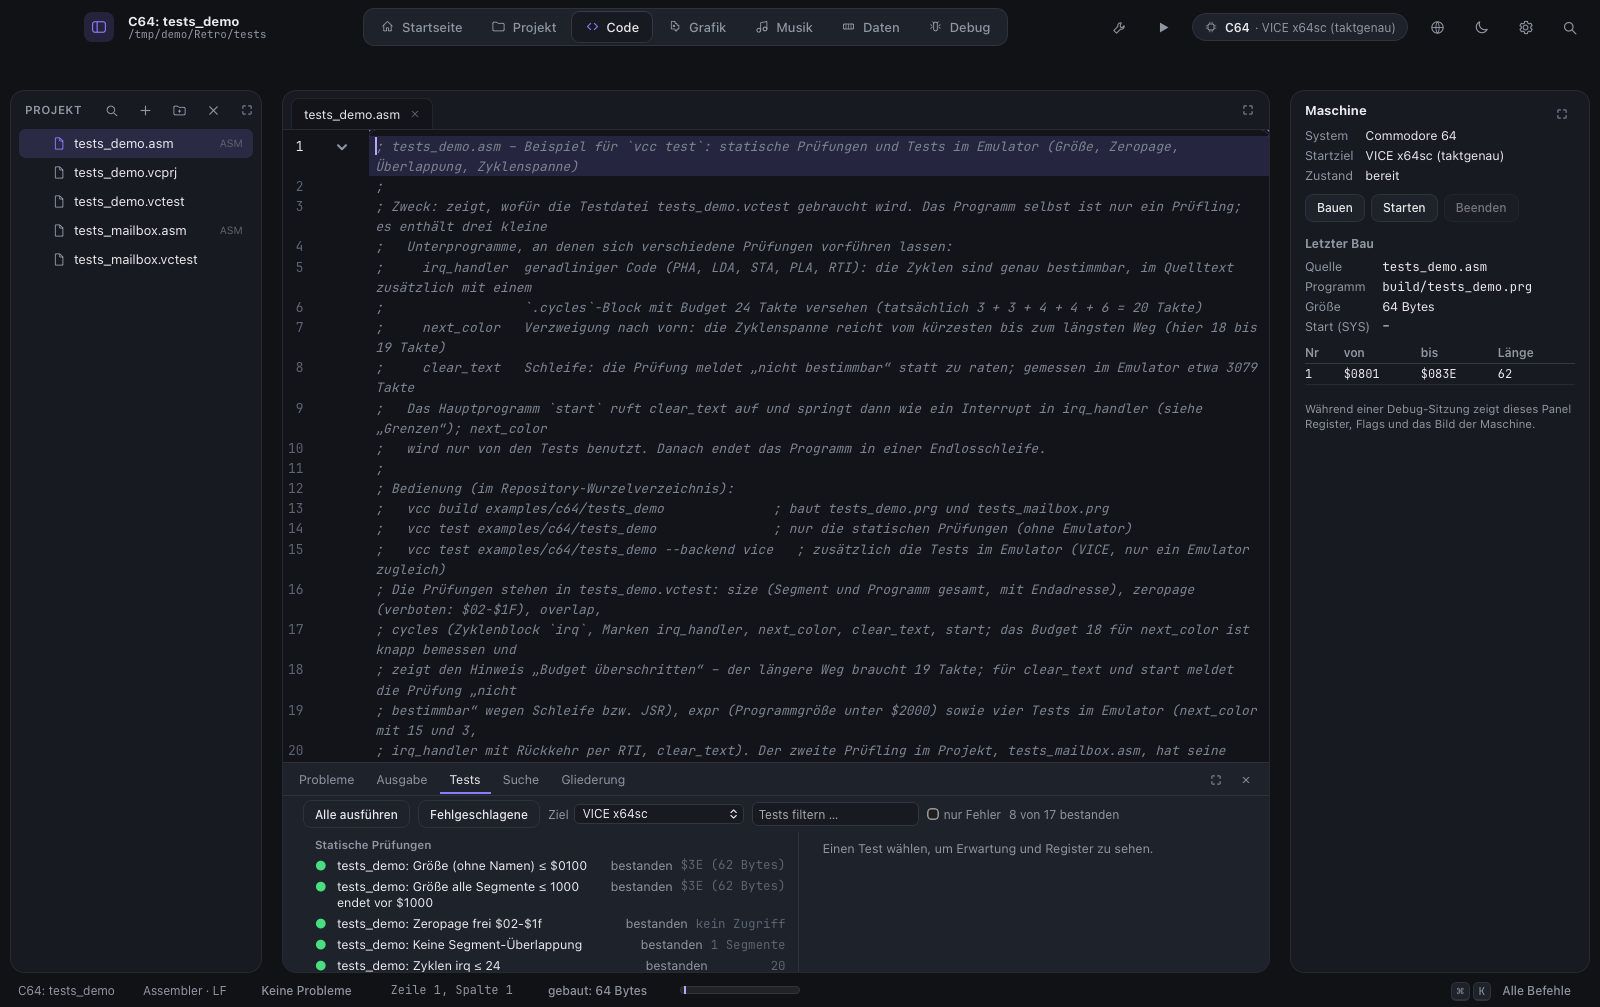 C64: tests_demo
/tmp/demo/Retro/tests
Startseite
Projekt
Code
Grafik
Musik
Daten
Debug
C64 · VICE x64sc (taktgenau)
PROJEKT
tests_demo.asm ASM
tests_demo.vcprj
tests_demo.vctest
tests_mailbox.asm ASM
tests_mailbox.vctest
tests_demo.asm ×
1 ; tests_demo.asm – Beispiel für `vcc test`: statische Prüfungen und Tests im Emulator (Größe, Zeropage,
Überlappung, Zyklenspanne)
2 ;
3 ; Zweck: zeigt, wofür die Testdatei tests_demo.vctest gebraucht wird. Das Programm selbst ist nur ein Prüfling;
es enthält drei kleine
4 ;   Unterprogramme, an denen sich verschiedene Prüfungen vorführen lassen:
5 ;     irq_handler  geradliniger Code (PHA, LDA, STA, PLA, RTI): die Zyklen sind genau bestimmbar, im Quelltext
zusätzlich mit einem
6 ;                  `.cycles`-Block mit Budget 24 Takte versehen (tatsächlich 3 + 3 + 4 + 4 + 6 = 20 Takte)
7 ;     next_color   Verzweigung nach vorn: die Zyklenspanne reicht vom kürzesten bis zum längsten Weg (hier 18 bis
19 Takte)
8 ;     clear_text   Schleife: die Prüfung meldet „nicht bestimmbar“ statt zu raten; gemessen im Emulator etwa 3079
Takte
9 ;   Das Hauptprogramm `start` ruft clear_text auf und springt dann wie ein Interrupt in irq_handler (siehe
„Grenzen“); next_color
10 ;   wird nur von den Tests benutzt. Danach endet das Programm in einer Endlosschleife.
11 ;
12 ; Bedienung (im Repository-Wurzelverzeichnis):
13 ;   vcc build examples/c64/tests_demo              ; baut tests_demo.prg und tests_mailbox.prg
14 ;   vcc test examples/c64/tests_demo               ; nur die statischen Prüfungen (ohne Emulator)
15 ;   vcc test examples/c64/tests_demo --backend vice   ; zusätzlich die Tests im Emulator (VICE, nur ein Emulator
zugleich)
16 ; Die Prüfungen stehen in tests_demo.vctest: size (Segment und Programm gesamt, mit Endadresse), zeropage
(verboten: $02-$1F), overlap,
17 ; cycles (Zyklenblock `irq`, Marken irq_handler, next_color, clear_text, start; das Budget 18 für next_color ist
knapp bemessen und
18 ; zeigt den Hinweis „Budget überschritten“ – der längere Weg braucht 19 Takte; für clear_text und start meldet
die Prüfung „nicht
19 ; bestimmbar“ wegen Schleife bzw. JSR), expr (Programmgröße unter $2000) sowie vier Tests im Emulator (next_color
mit 15 und 3,
20 ; irq_handler mit Rückkehr per RTI, clear_text). Der zweite Prüfling im Projekt, tests_mailbox.asm, hat seine
Probleme
Ausgabe
Tests
Suche
Gliederung
Alle ausführen
Fehlgeschlagene
Ziel
VICE x64sc
Tests filtern …
nur Fehler
8 von 17 bestanden
Statische Prüfungen
tests_demo: Größe (ohne Namen) ≤ $0100 bestanden $3E (62 Bytes)
tests_demo: Größe alle Segmente ≤ 1000 bestanden $3E (62 Bytes)
endet vor $1000
tests_demo: Zeropage frei $02-$1f bestanden kein Zugriff
tests_demo: Keine Segment-Überlappung bestanden 1 Segmente
tests_demo: Zyklen irq ≤ 24 bestanden 20
Einen Test wählen, um Erwartung und Register zu sehen.
Maschine
System Commodore 64
Startziel VICE x64sc (taktgenau)
Zustand bereit
Bauen
Starten
Beenden
Letzter Bau
Quelle tests_demo.asm
Programm build/tests_demo.prg
Größe 64 Bytes
Start (SYS) –
Nr von bis Länge
1 $0801 $083E 62
Während einer Debug-Sitzung zeigt dieses Panel
Register, Flags und das Bild der Maschine.
C64: tests_demo
Assembler · LF
Keine Probleme
Zeile 1, Spalte 1
gebaut: 64 Bytes
⌘ K Alle Befehle